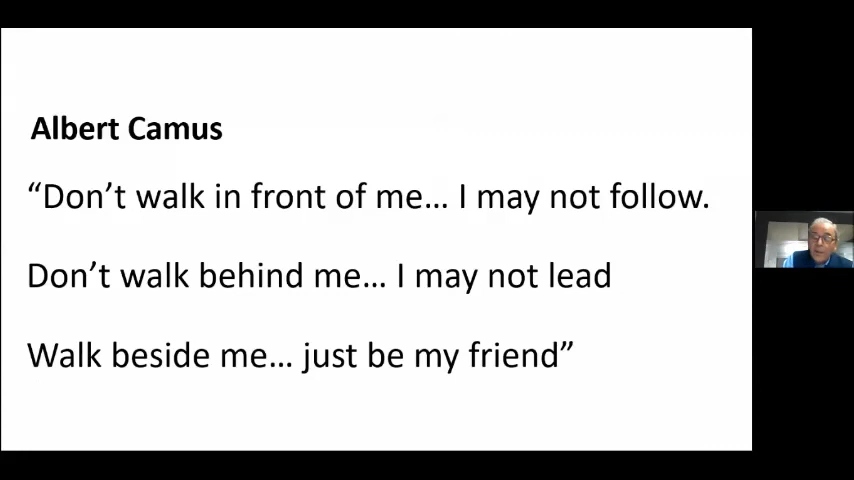 Albert Camus
“Don’t walk in front of me… I may not follow.
Don’t walk behind me… I may not lead
Walk beside me… just be my friend”